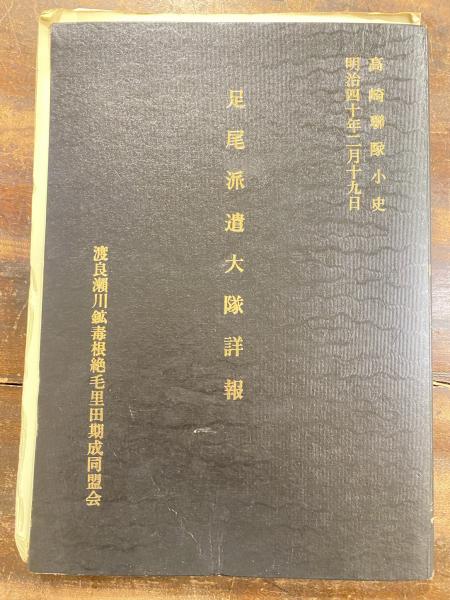 高崎聯隊小史
明治四十年二月十九日
足尾派遣大隊詳報
渡良瀬川鉱毒根絶毛里田期成同盟会